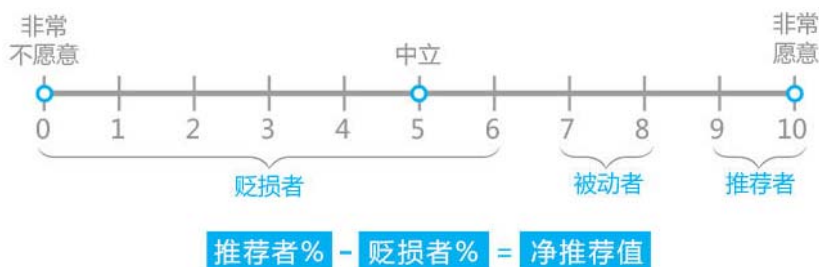 非常
不愿意
中立
非常
愿意
0 1 2 3 4 5 6 7 8 9 10
贬损者 被动者 推荐者
推荐者% - 贬损者% = 净推荐值